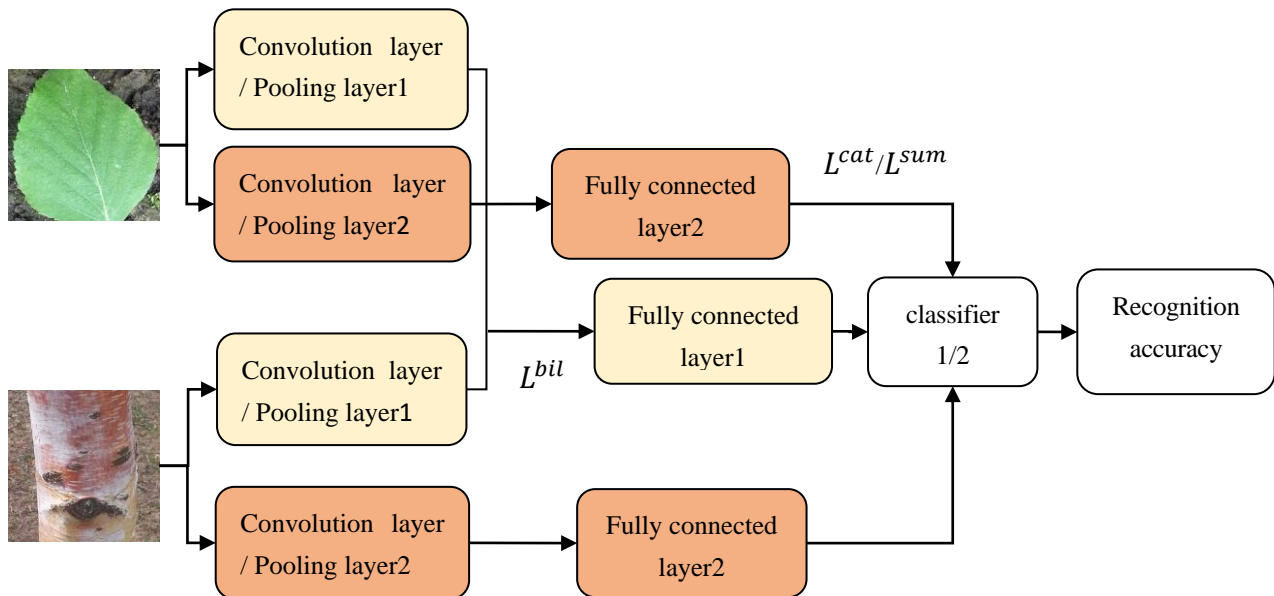 Convolution layer
/ Pooling layer1
Convolution layer
/ Pooling layer2
Fully connected
layer2
L^{cat}/L^{sum}
Convolution layer
/ Pooling layer1
L^{bil}
Fully connected
layer1
classifier
1/2
Recognition
accuracy
Convolution layer
/ Pooling layer2
Fully connected
layer2